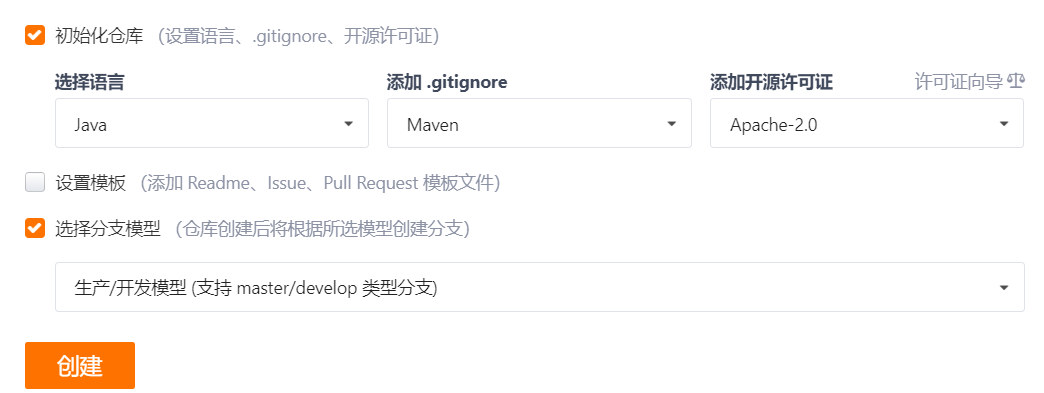 初始化仓库 （设置语言、.gitignore、开源许可证）
选择语言 添加 .gitignore 添加开源许可证 许可证向导
Java Maven Apache-2.0
设置模板 （添加 Readme、Issue、Pull Request 模板文件）
选择分支模型 （仓库创建后将根据所选模型创建分支）
生产/开发模型 (支持 master/develop 类型分支)
创建